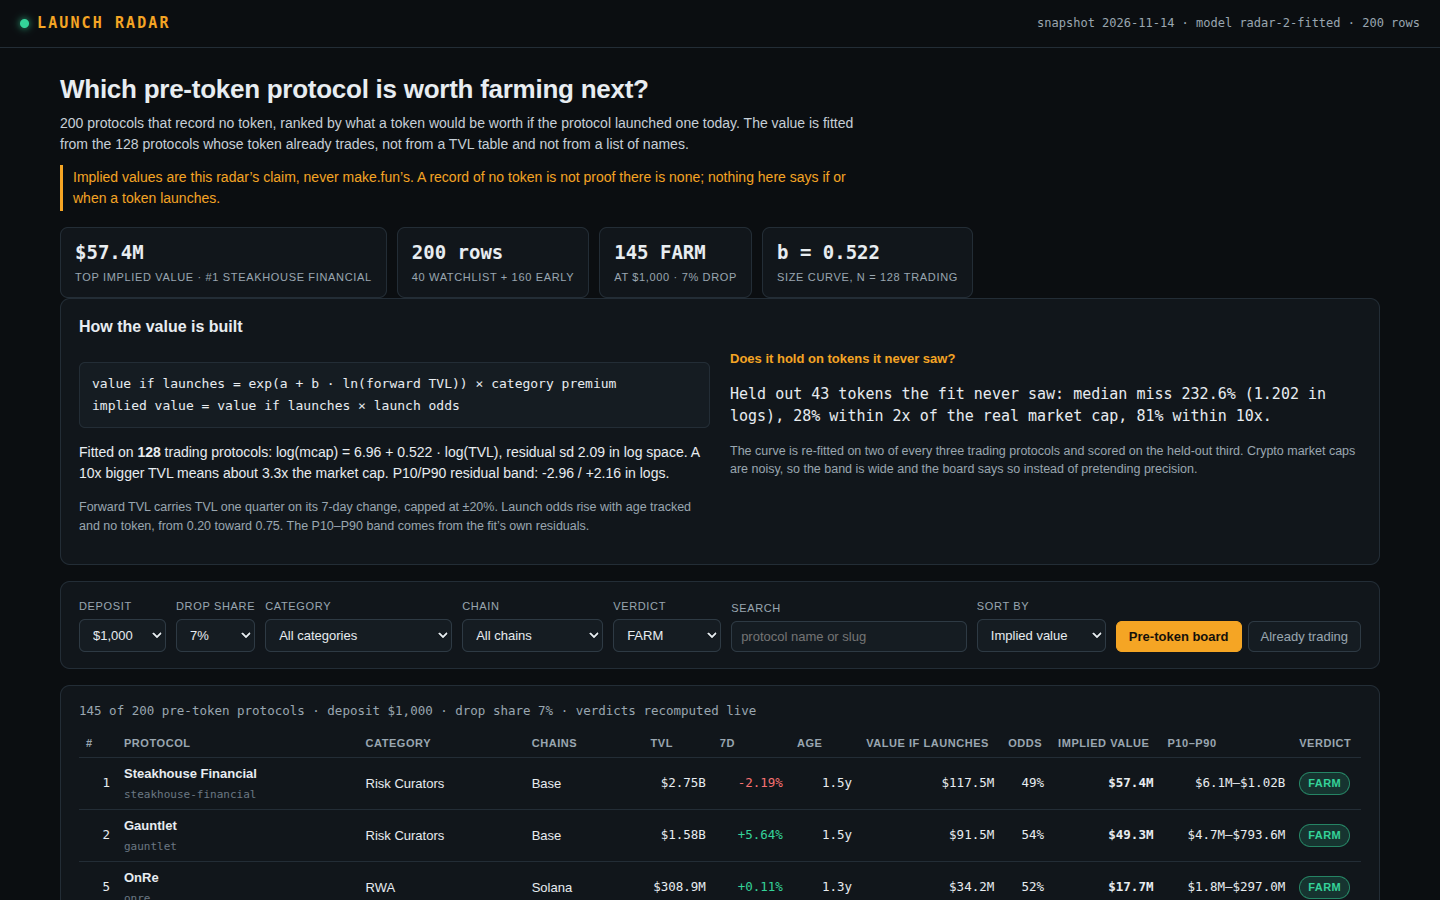 LAUNCH RADAR
snapshot 2026-11-14 · model radar-2-fitted · 200 rows
Which pre-token protocol is worth farming next?
200 protocols that record no token, ranked by what a token would be worth if the protocol launched one today. The value is fitted
from the 128 protocols whose token already trades, not from a TVL table and not from a list of names.
Implied values are this radar’s claim, never make.fun’s. A record of no token is not proof there is none; nothing here says if or
when a token launches.
$57.4M
TOP IMPLIED VALUE · #1 STEAKHOUSE FINANCIAL
200 rows
40 WATCHLIST + 160 EARLY
145 FARM
AT $1,000 · 7% DROP
b = 0.522
SIZE CURVE, N = 128 TRADING
How the value is built
value if launches = exp(a + b · ln(forward TVL)) × category premium
implied value = value if launches × launch odds
Fitted on 128 trading protocols: log(mcap) = 6.96 + 0.522 · log(TVL), residual sd 2.09 in log space. A
10x bigger TVL means about 3.3x the market cap. P10/P90 residual band: -2.96 / +2.16 in logs.
Forward TVL carries TVL one quarter on its 7-day change, capped at ±20%. Launch odds rise with age tracked
and no token, from 0.20 toward 0.75. The P10–P90 band comes from the fit’s own residuals.
Does it hold on tokens it never saw?
Held out 43 tokens the fit never saw: median miss 232.6% (1.202 in
logs), 28% within 2x of the real market cap, 81% within 10x.
The curve is re-fitted on two of every three trading protocols and scored on the held-out third. Crypto market caps
are noisy, so the band is wide and the board says so instead of pretending precision.
DEPOSIT DROP SHARE CATEGORY CHAIN VERDICT SEARCH SORT BY
$1,000 7% All categories All chains FARM protocol name or slug Implied value Pre-token board Already trading
145 of 200 pre-token protocols · deposit $1,000 · drop share 7% · verdicts recomputed live
# PROTOCOL CATEGORY CHAINS TVL 7D AGE VALUE IF LAUNCHES ODDS IMPLIED VALUE P10–P90 VERDICT
1 Steakhouse Financial Risk Curators Base $2.75B -2.19% 1.5y $117.5M 49% $57.4M $6.1M–$1.02B FARM
steakhouse-financial
2 Gauntlet Risk Curators Base $1.58B +5.64% 1.5y $91.5M 54% $49.3M $4.7M–$793.6M FARM
gauntlet
5 OnRe RWA Solana $308.9M +0.11% 1.3y $34.2M 52% $17.7M $1.8M–$297.0M FARM
onre